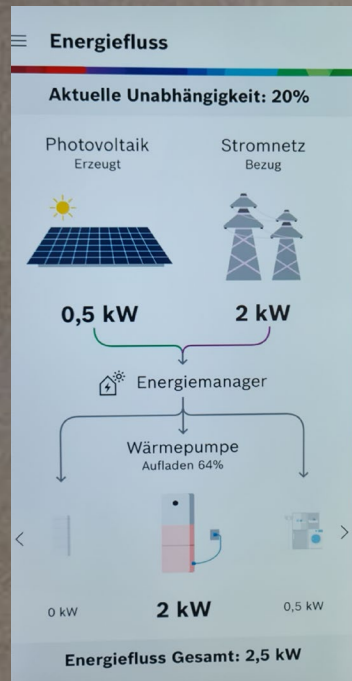 Energiefluss
Aktuelle Unabhängigkeit: 20%
Photovoltaik
Erzeugt
Stromnetz
Bezug
0,5 kW
2 kW
Energiemanager
Wärmepumpe
Aufladen 64%
0 kW
2 kW
0,5 kW
Energiefluss Gesamt: 2,5 kW